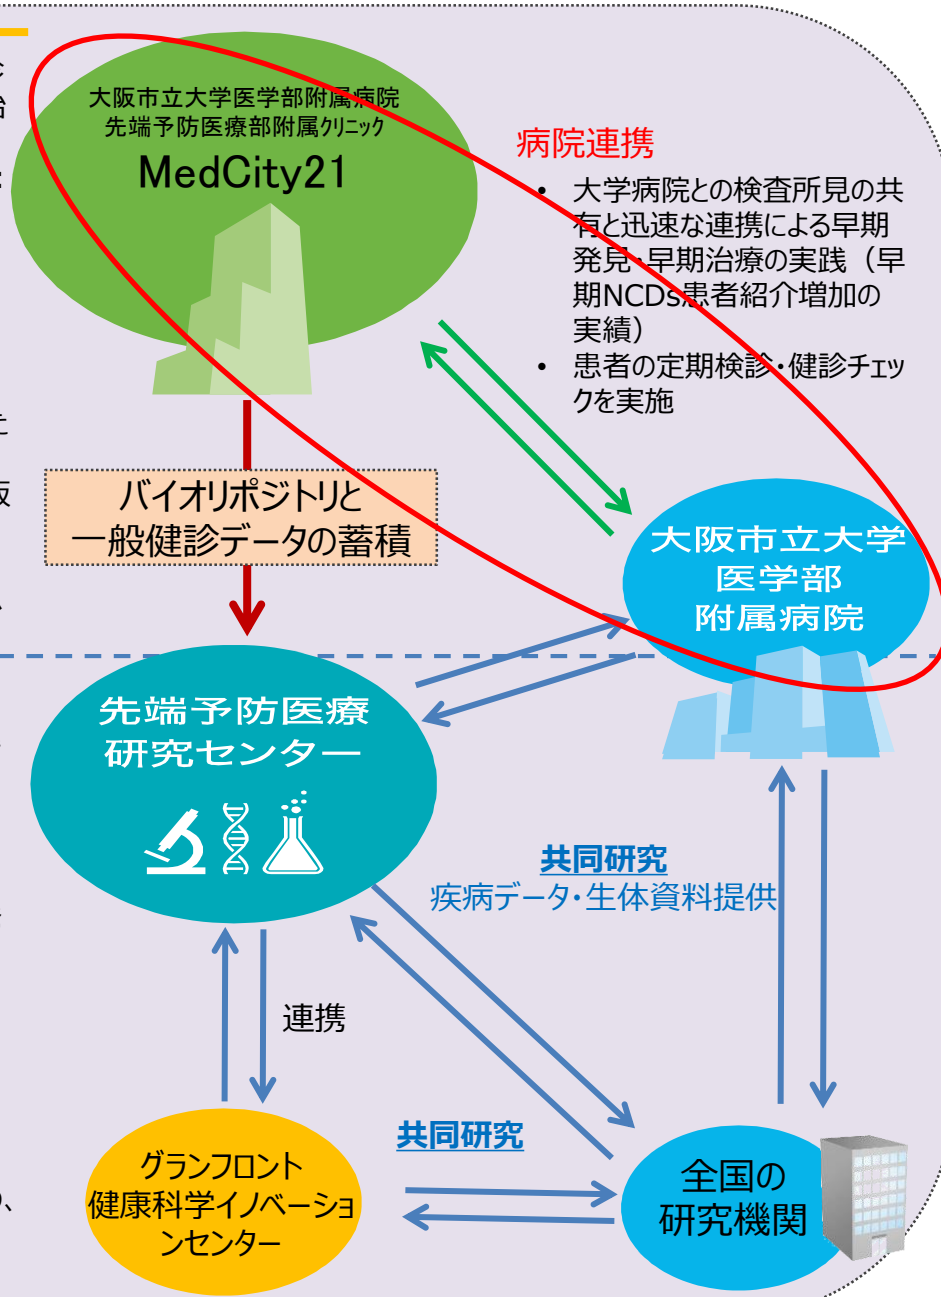 大阪市立大学医学部附属病院
先端予防医療部附属クリニック
MedCity21
病院連携
• 大学病院との検査所見の共
有と迅速な連携による早期
発見・早期治療の実践（早
期NCDs患者紹介増加の
実績）
• 患者の定期検診・健診チェッ
クを実施
バイオリポジトリと
一般健診データの蓄積
大阪市立大学
医学部
附属病院
先端予防医療
研究センター
共同研究
疾病データ・生体資料提供
連携
共同研究
グランフロント
健康科学イノベーショ
ンセンター
全国の
研究機関